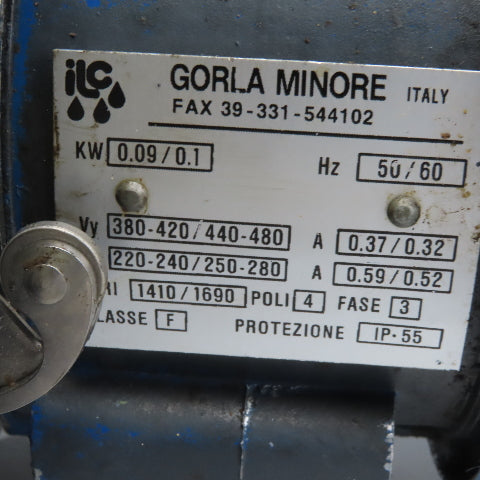 ilc GORLA MINORE ITALY
FAX 39-331-544102
KW 0.09/0.1 Hz 50/60
Vy 380-420/440-480 A 0.37/0.32
220-240/250-280 A 0.59/0.52
RI 1410/1690 POLI 4 FASE 3
LASSE F PROTEZIONE IP-55